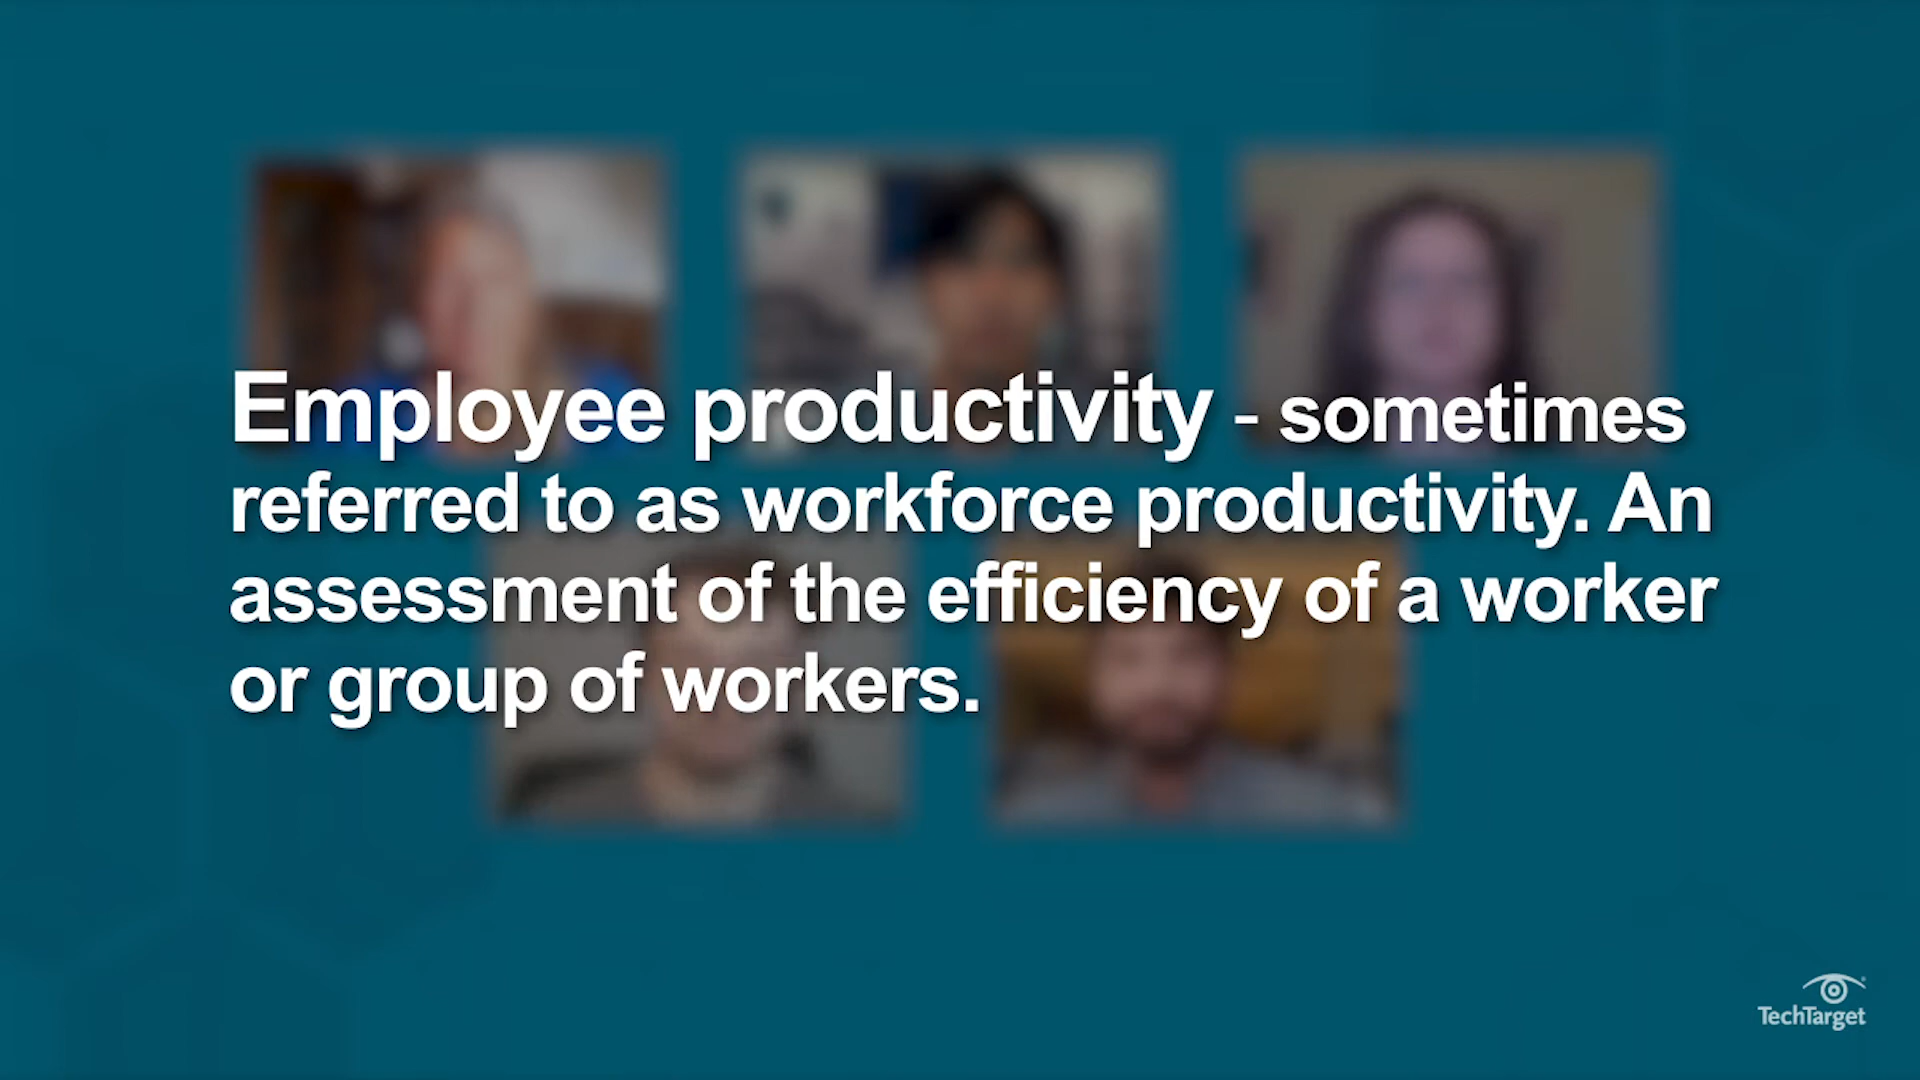 Employee productivity - sometimes
referred to as workforce productivity. An
assessment of the efficiency of a worker
or group of workers.
TechTarget